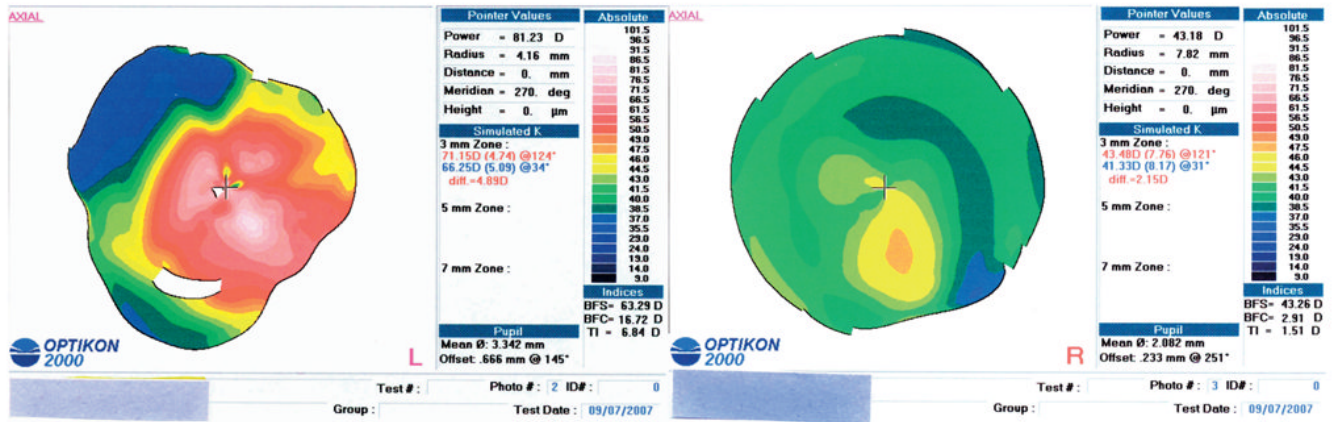 AXIAL
Pointer Values
Power = 81.23 D
Radius = 4.16 mm
Distance = 0. mm
Meridian = 270. deg
Height = 0. µm
Simulated K
3 mm Zone :
71.15D (4.74) @124°
66.25D (5.09) @34°
diff.=4.89D
5 mm Zone :
7 mm Zone :
Pupil
Mean Ø: 3.342 mm
Offset: .666 mm @ 145°
Absolute
101.5
96.5
91.5
86.5
81.5
76.5
71.5
66.5
61.5
56.5
50.5
49.0
47.5
46.0
44.5
43.0
41.5
40.0
38.5
37.0
35.5
29.0
24.0
19.0
14.0
9.0
Indices
BFS= 63.29 D
BFC= 16.72 D
TI = 6.84 D
OPTIKON
2000
L
Test # :
Photo # : 2 ID# : 0
Group :
Test Date : 09/07/2007
AXIAL
Pointer Values
Power = 43.18 D
Radius = 7.82 mm
Distance = 0. mm
Meridian = 270. deg
Height = 0. µm
Simulated K
3 mm Zone :
43.48D (7.76) @121°
41.33D (8.17) @31°
diff.=2.15D
5 mm Zone :
7 mm Zone :
Pupil
Mean Ø: 2.082 mm
Offset: .233 mm @ 251°
Absolute
101.5
96.5
91.5
86.5
81.5
76.5
71.5
66.5
61.5
56.5
50.5
49.0
47.5
46.0
44.5
43.0
41.5
40.0
38.5
37.0
35.5
29.0
24.0
19.0
14.0
9.0
Indices
BFS= 43.26 D
BFC= 2.91 D
TI = 1.51 D
OPTIKON
2000
R
Test # :
Photo # : 3 ID# : 0
Group :
Test Date : 09/07/2007